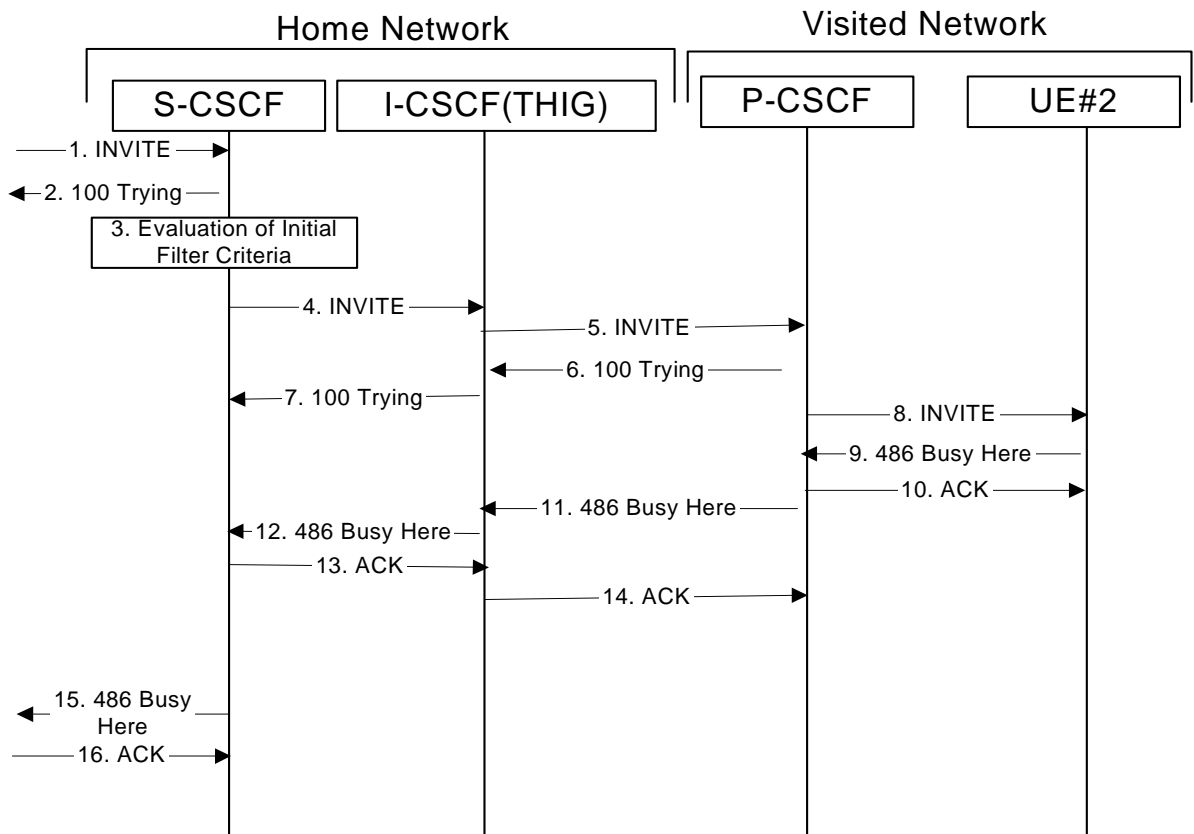 Home Network
Visited Network
S-CSCF
I-CSCF(THIG)
P-CSCF
UE#2
1. INVITE
2. 100 Trying
3. Evaluation of Initial
Filter Criteria
4. INVITE
5. INVITE
6. 100 Trying
7. 100 Trying
8. INVITE
9. 486 Busy Here
10. ACK
11. 486 Busy Here
12. 486 Busy Here
13. ACK
14. ACK
15. 486 Busy
Here
16. ACK